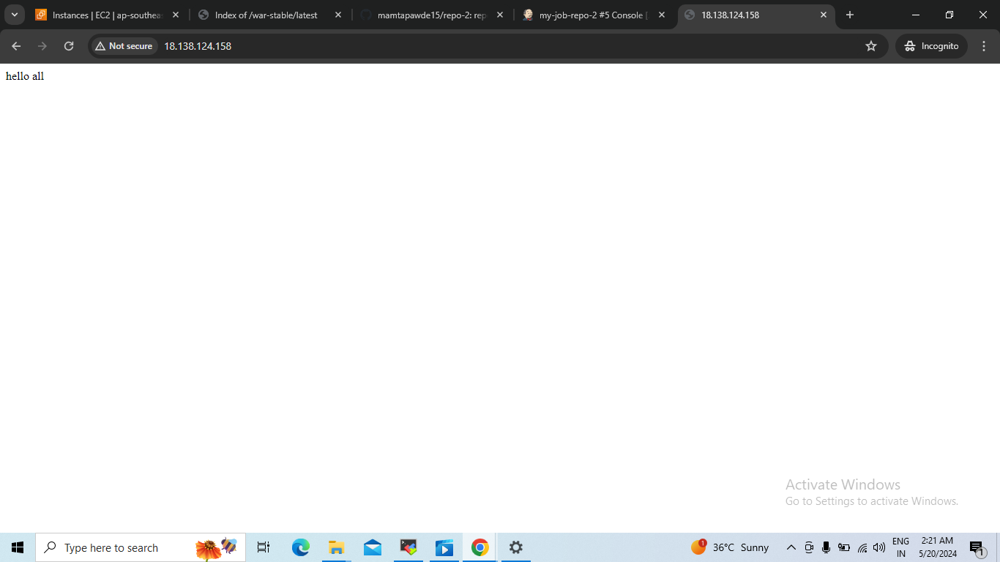 Instances | EC2 | ap-southeas
Index of /war-stable/latest
mamtapawde15/repo-2: rep
my-job-repo-2 #5 Console [
18.138.124.158
Not secure
18.138.124.158
Incognito
hello all
Activate Windows
Go to Settings to activate Windows.
Type here to search
1
36°C Sunny
ENG
IN
2:21 AM
5/20/2024
1